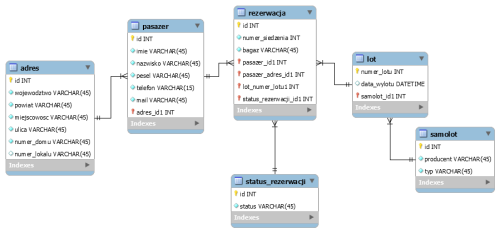 adres
id INT
wojewodztwo VARCHAR(45)
powiat VARCHAR(45)
miejscowosc VARCHAR(45)
ulica VARCHAR(45)
numer_domu VARCHAR(45)
numer_lokalu VARCHAR(45)
Indexes
pasazer
id INT
imie VARCHAR(45)
nazwisko VARCHAR(45)
pesel VARCHAR(45)
telefon VARCHAR(15)
mail VARCHAR(45)
adres_id1 INT
Indexes
rezerwacja
id INT
numer_siedzenia INT
bagaz VARCHAR(45)
pasazer_id1 INT
pasazer_adres_id1 INT
lot_numer_lotu1 INT
status_rezerwacji_id1 INT
Indexes
status_rezerwacji
id INT
status VARCHAR(45)
Indexes
lot
numer_lotu INT
data_wylotu DATETIME
samolot_id1 INT
Indexes
samolot
id INT
producent VARCHAR(45)
typ VARCHAR(45)
Indexes